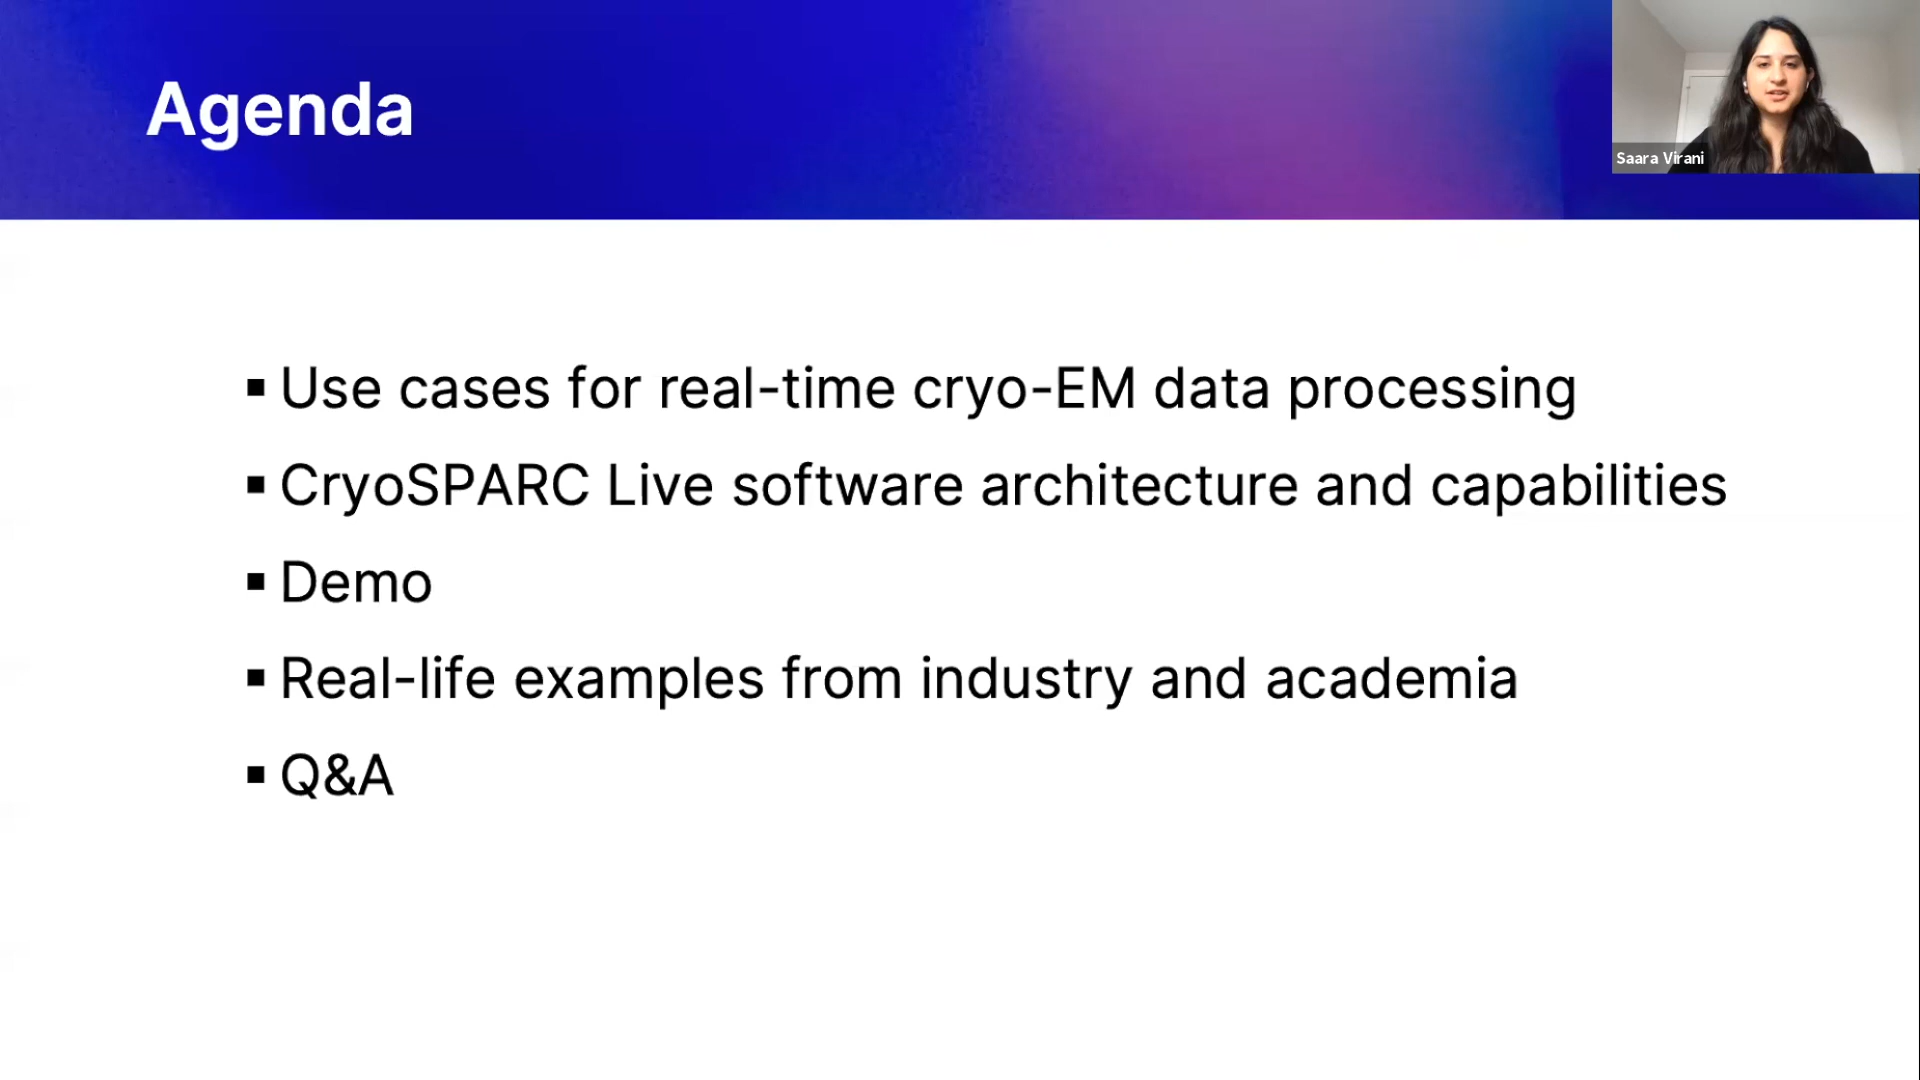 Agenda
Saara Virani
▪ Use cases for real-time cryo-EM data processing
▪ CryoSPARC Live software architecture and capabilities
▪ Demo
▪ Real-life examples from industry and academia
▪ Q&A